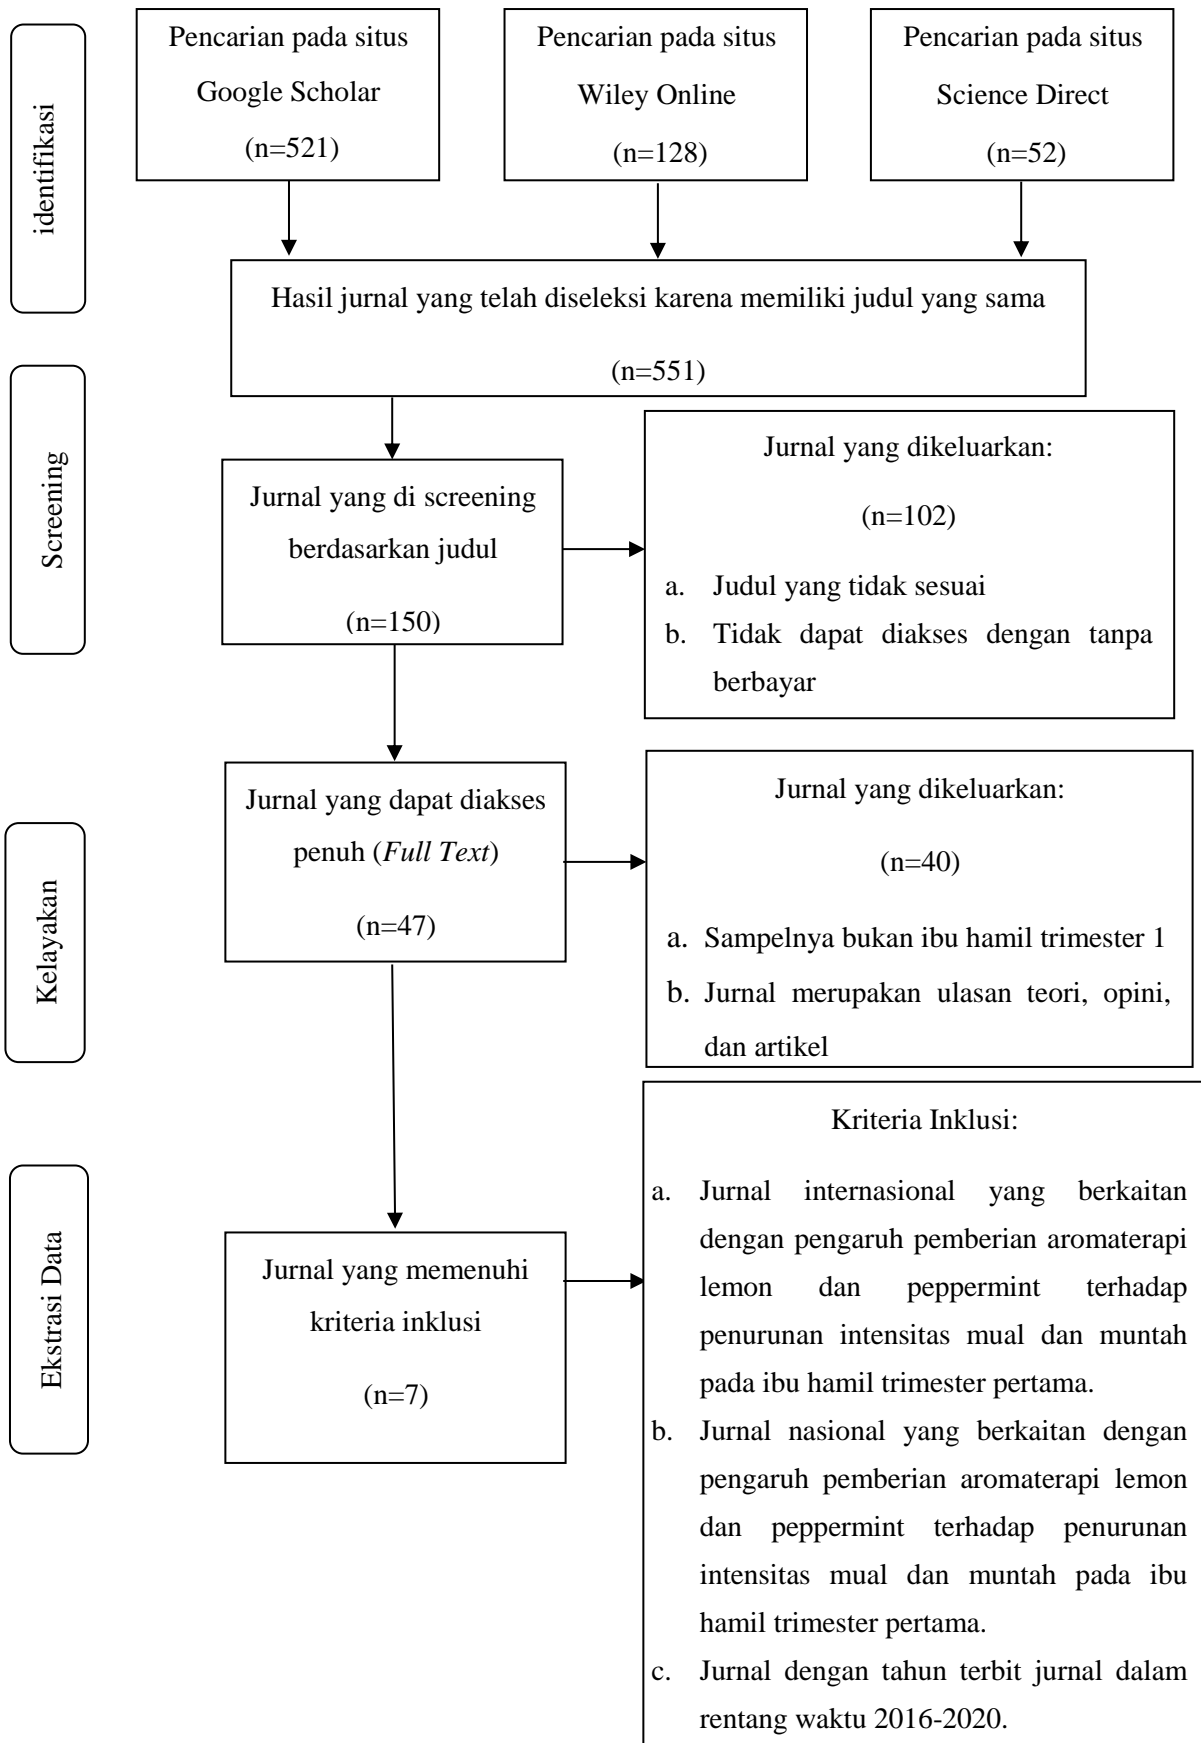 identifikasi
Pencarian pada situs
Google Scholar
(n=521)
Pencarian pada situs
Wiley Online
(n=128)
Pencarian pada situs
Science Direct
(n=52)
Hasil jurnal yang telah diseleksi karena memiliki judul yang sama
(n=551)
Screening
Jurnal yang di screening
berdasarkan judul
(n=150)
Jurnal yang dikeluarkan:
(n=102)
a. Judul yang tidak sesuai
b. Tidak dapat diakses dengan tanpa
berbayar
Kelayakan
Jurnal yang dapat diakses
penuh (Full Text)
(n=47)
Jurnal yang dikeluarkan:
(n=40)
a. Sampelnya bukan ibu hamil trimester 1
b. Jurnal merupakan ulasan teori, opini,
dan artikel
Ekstrasi Data
Jurnal yang memenuhi
kriteria inklusi
(n=7)
Kriteria Inklusi:
a. Jurnal internasional yang berkaitan
dengan pengaruh pemberian aromaterapi
lemon dan peppermint terhadap
penurunan intensitas mual dan muntah
pada ibu hamil trimester pertama.
b. Jurnal nasional yang berkaitan dengan
pengaruh pemberian aromaterapi lemon
dan peppermint terhadap penurunan
intensitas mual dan muntah pada ibu
hamil trimester pertama.
c. Jurnal dengan tahun terbit jurnal dalam
rentang waktu 2016-2020.